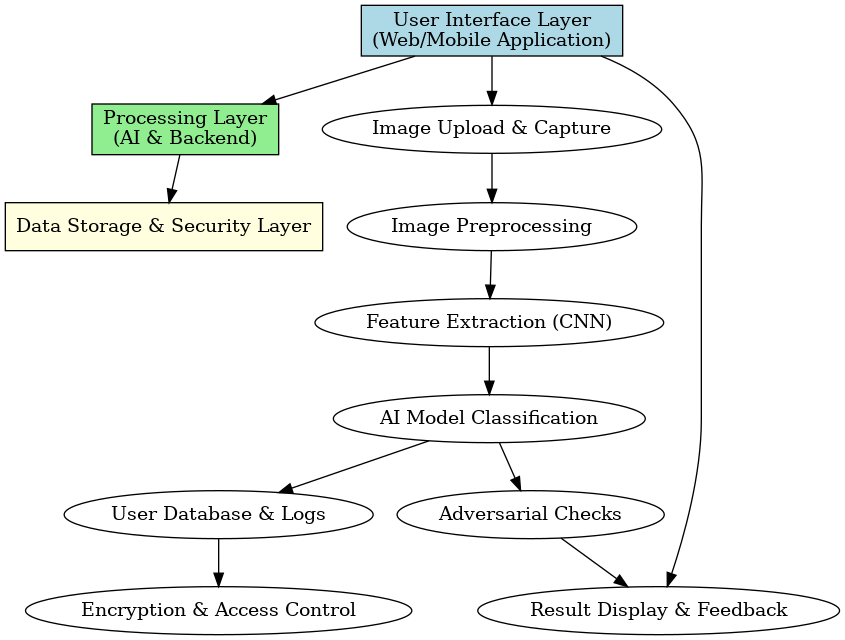 User Interface Layer
(Web/Mobile Application)
Processing Layer
(AI & Backend)
Image Upload & Capture
Data Storage & Security Layer
Image Preprocessing
Feature Extraction (CNN)
AI Model Classification
User Database & Logs
Adversarial Checks
Encryption & Access Control
Result Display & Feedback